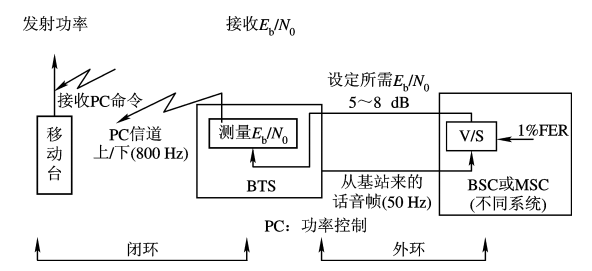 发射功率
接收Eb/N0
设定所需Eb/N0
5～8 dB
接收PC命令
移动台
PC信道
上/下(800 Hz)
测量Eb/N0
BTS
V/S
1%FER
从基站来的
话音帧(50 Hz)
BSC或MSC
(不同系统)
PC：功率控制
闭环
外环